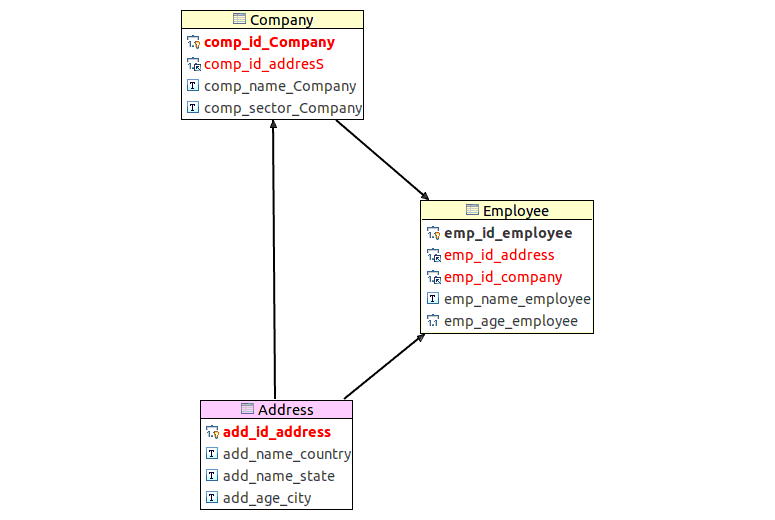 Company
comp_id_Company
comp_id_addresS
comp_name_Company
comp_sector_Company
Employee
emp_id_employee
emp_id_address
emp_id_company
emp_name_employee
emp_age_employee
Address
add_id_address
add_name_country
add_name_state
add_age_city